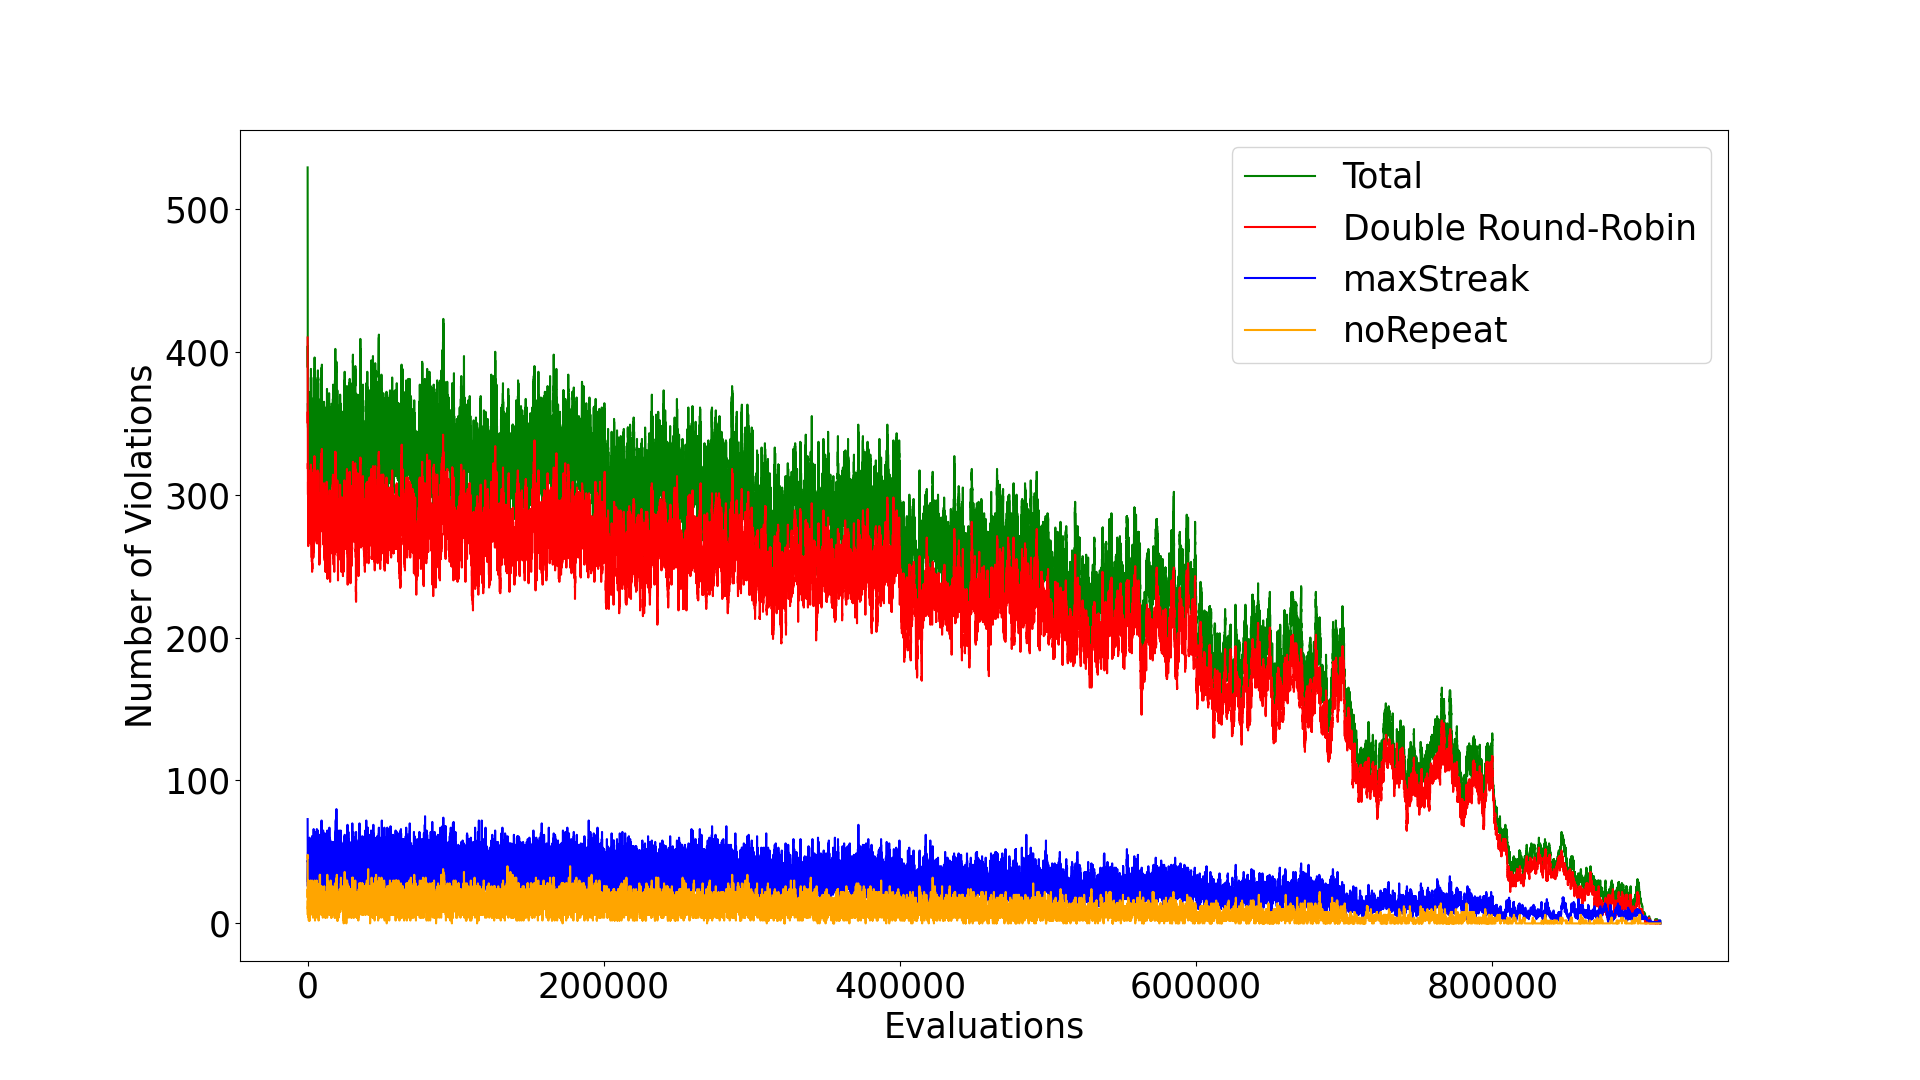 Total
Double Round-Robin
maxStreak
noRepeat
Number of Violations
500
400
300
200
100
0
0 200000 400000 600000 800000
Evaluations